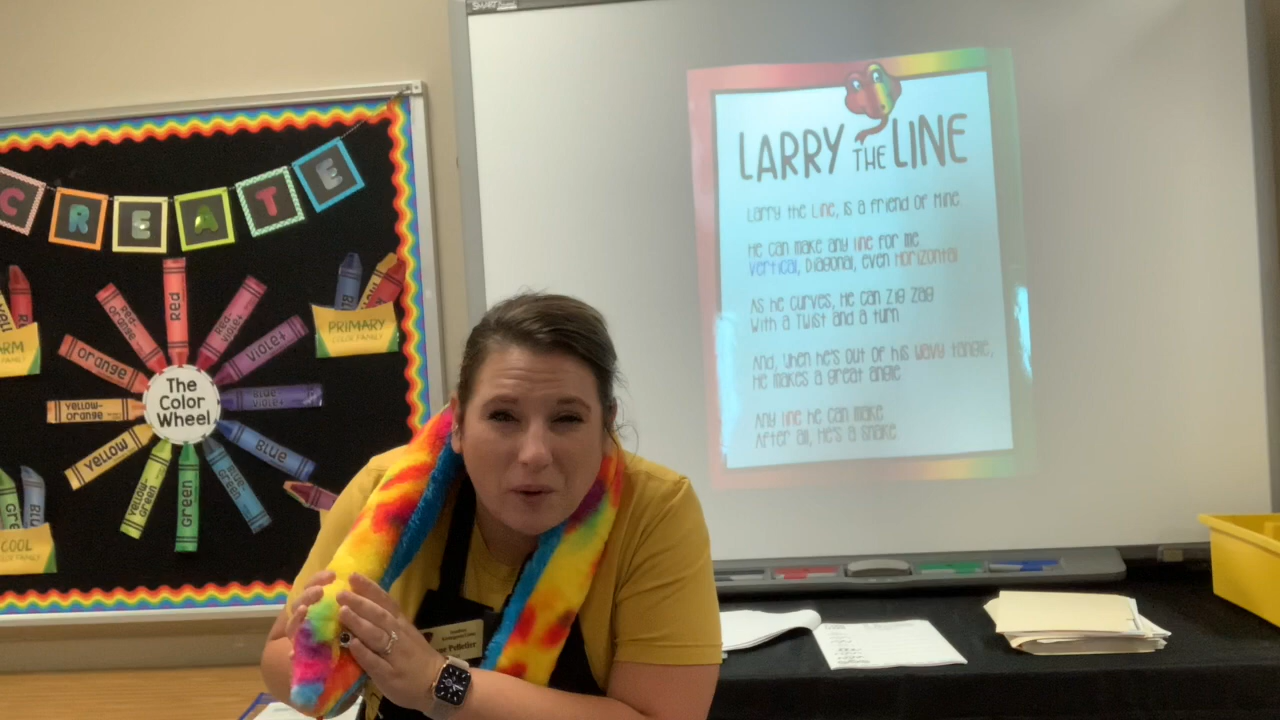 SMART
CREATE
Red
Red-violet
Violet
Blue-violet
Blue
Blue-green
Green
Yellow-green
Yellow
Yellow-orange
Orange
Red-orange
The
Color
Wheel
PRIMARY
COLOR FAMILY
COOL
LARRY THE LINE
Larry the Line, is a friend of mine
He can make any line for me
Vertical, Diagonal, even Horizontal
As he curves, he can zig zag
With a twist and a turn
And, when he's out of his wavy tangle,
He makes a great angle
Any line he can make
After all, he's a snake.
Pelletier